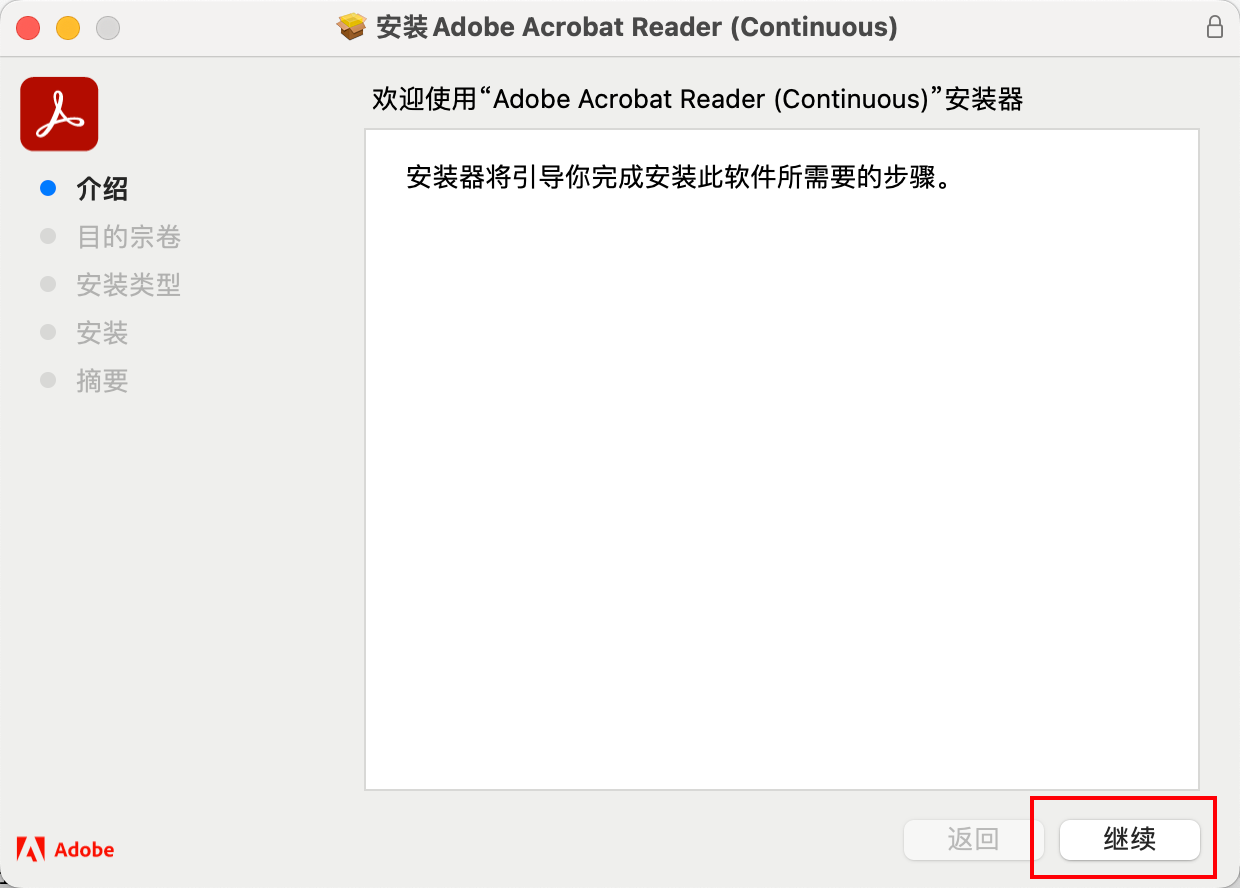 安装 Adobe Acrobat Reader (Continuous)
欢迎使用“Adobe Acrobat Reader (Continuous)”安装器
安装器将引导你完成安装此软件所需要的步骤。
介绍
目的宗卷
安装类型
安装
摘要
Adobe
返回
继续